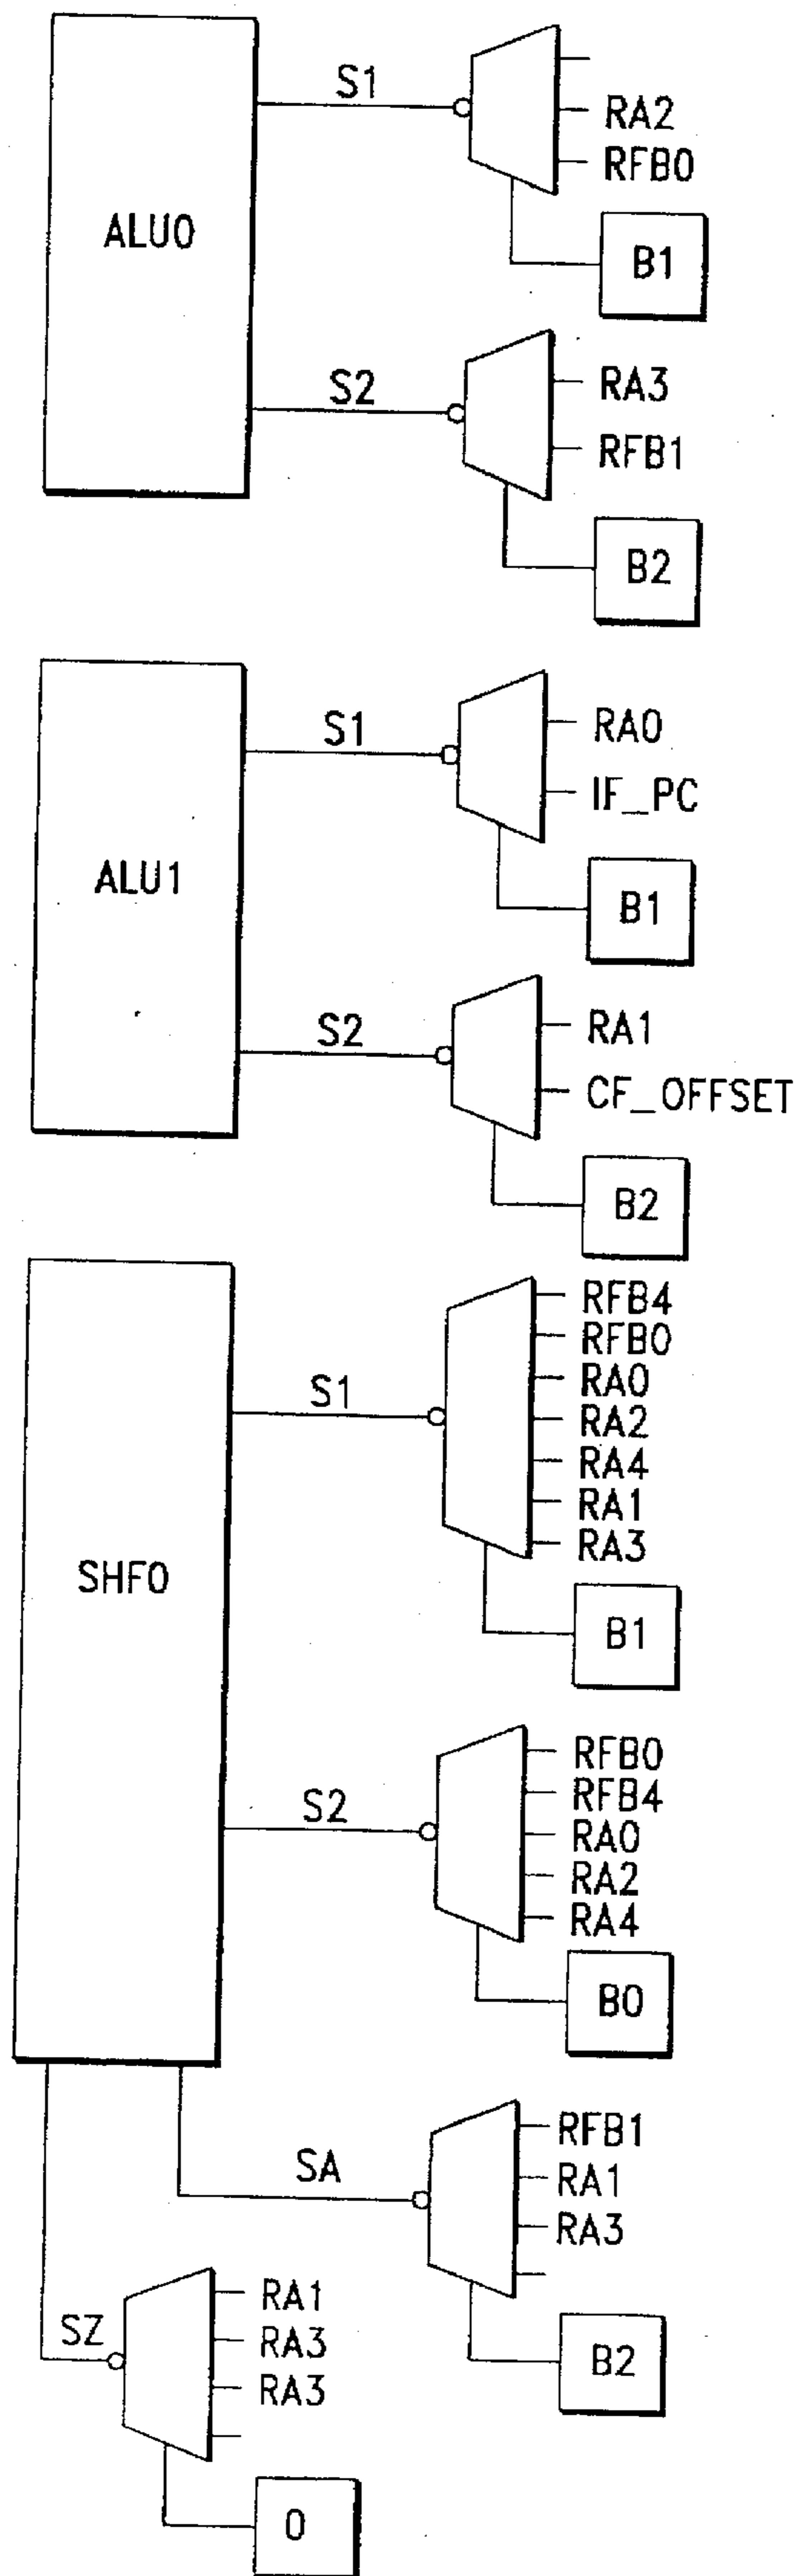 S1
RA2
RFB0
ALU0
B1
S2
RA3
RFB1
B2
S1
RA0
IF_PC
ALU1
B1
S2
RA1
CF_OFFSET
B2
RFB4
RFB0
S1
RA0
RA2
RA4
RA1
RA3
SHF0
B1
RFB0
S2
RFB4
RA0
RA2
RA4
B0
RFB1
SA
RA1
RA3
RA1
SZ
RA3
RA3
B2
0